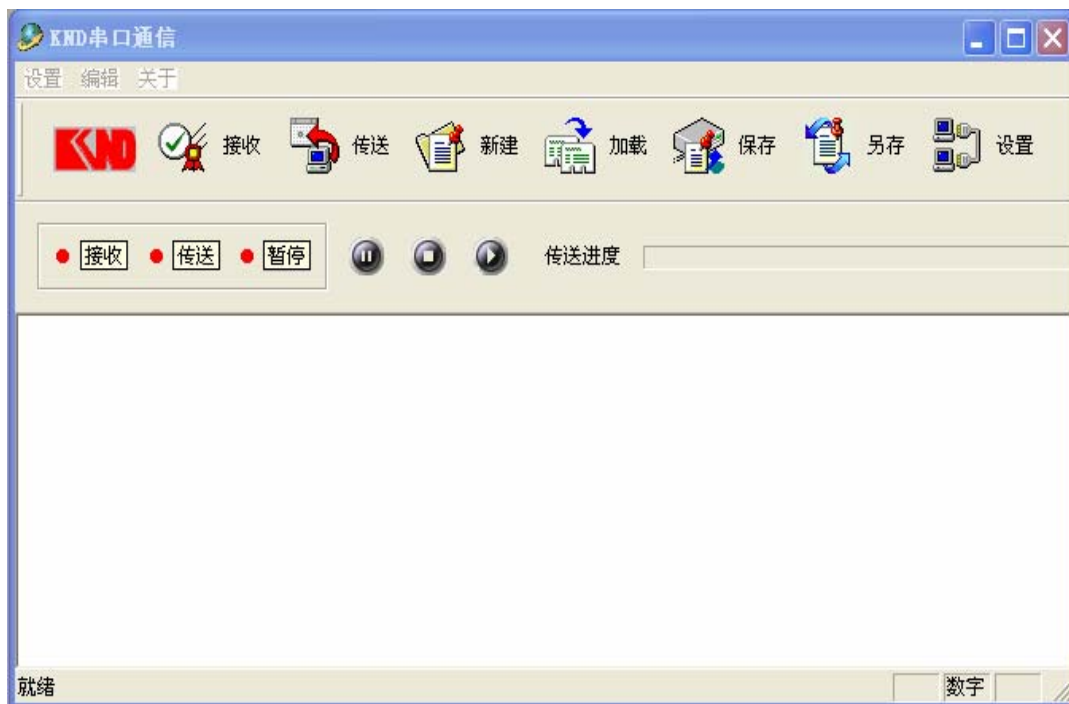 KND串口通信
设置 编辑 关于
KND 接收 传送 新建 加载 保存 另存 设置
接收 传送 暂停 传送进度
就绪 数字